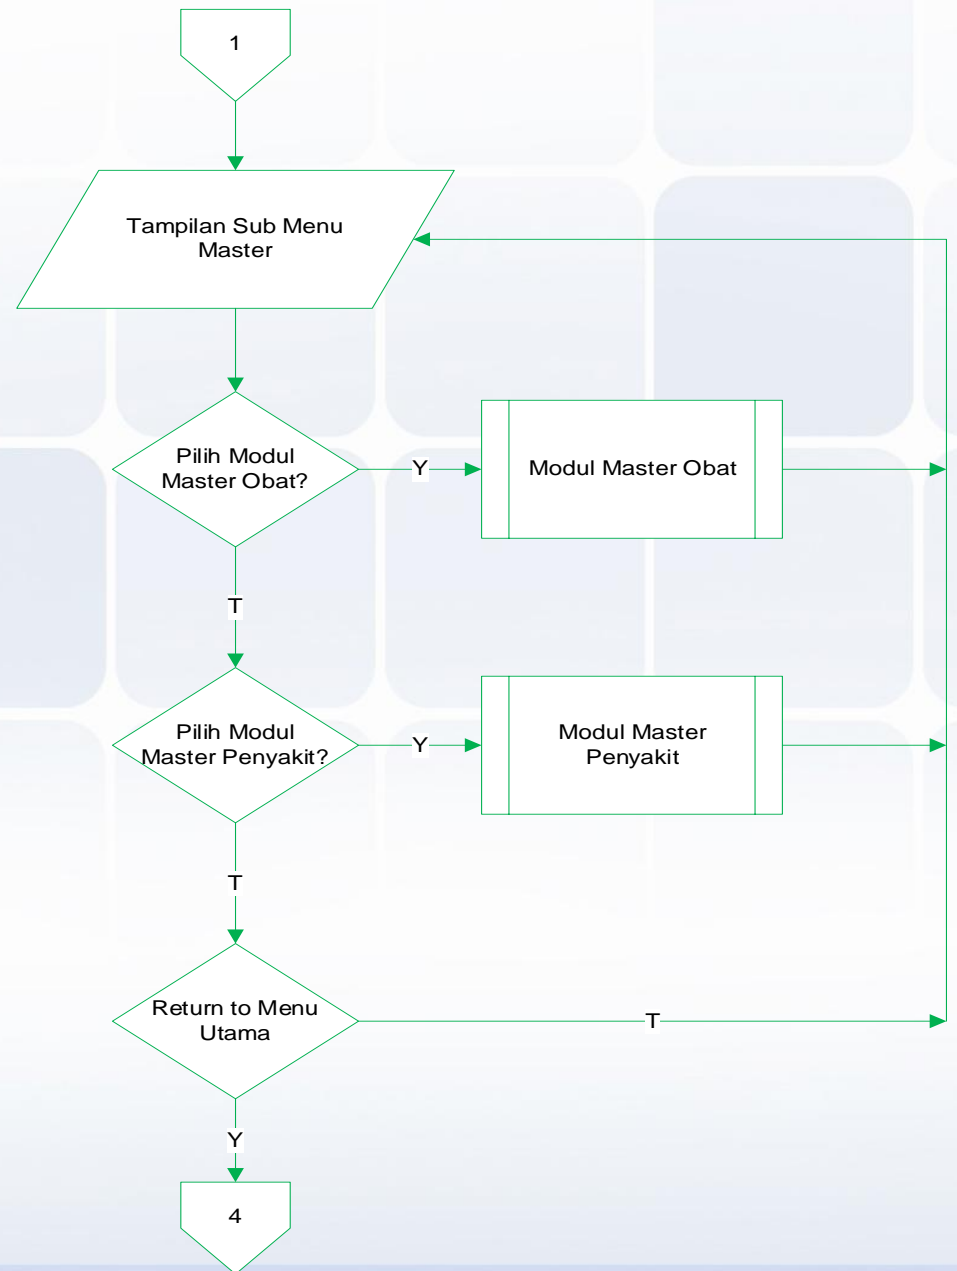 1
Tampilan Sub Menu
Master
Pilih Modul
Master Obat?
Y
Modul Master Obat
T
Pilih Modul
Master Penyakit?
Y
Modul Master
Penyakit
T
Return to Menu
Utama
T
Y
4